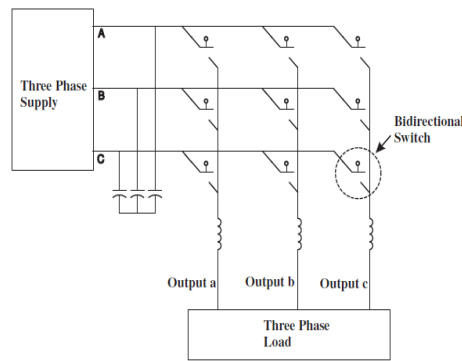 A
Three Phase
Supply
B
Bidirectional
Switch
C
Output a
Output b
Output c
Three Phase
Load